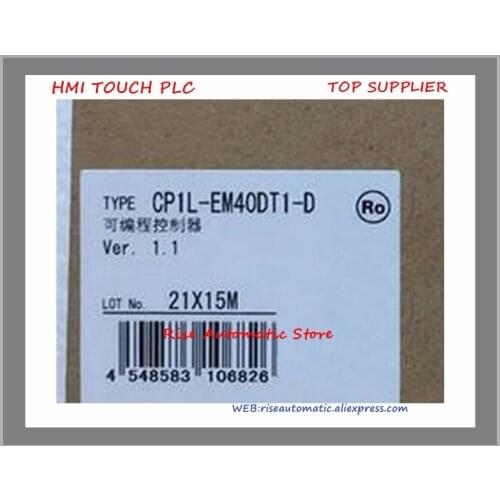 HMI TOUCH PLC TOP SUPPLIER
TYPE CP1L-EM40DT1-D Ro
可编程控制器
Ver. 1.1
LOT No. 21X15M
Rise Automatic Store
4 548583 106826
WEB:riseautomatic.aliexpress.com